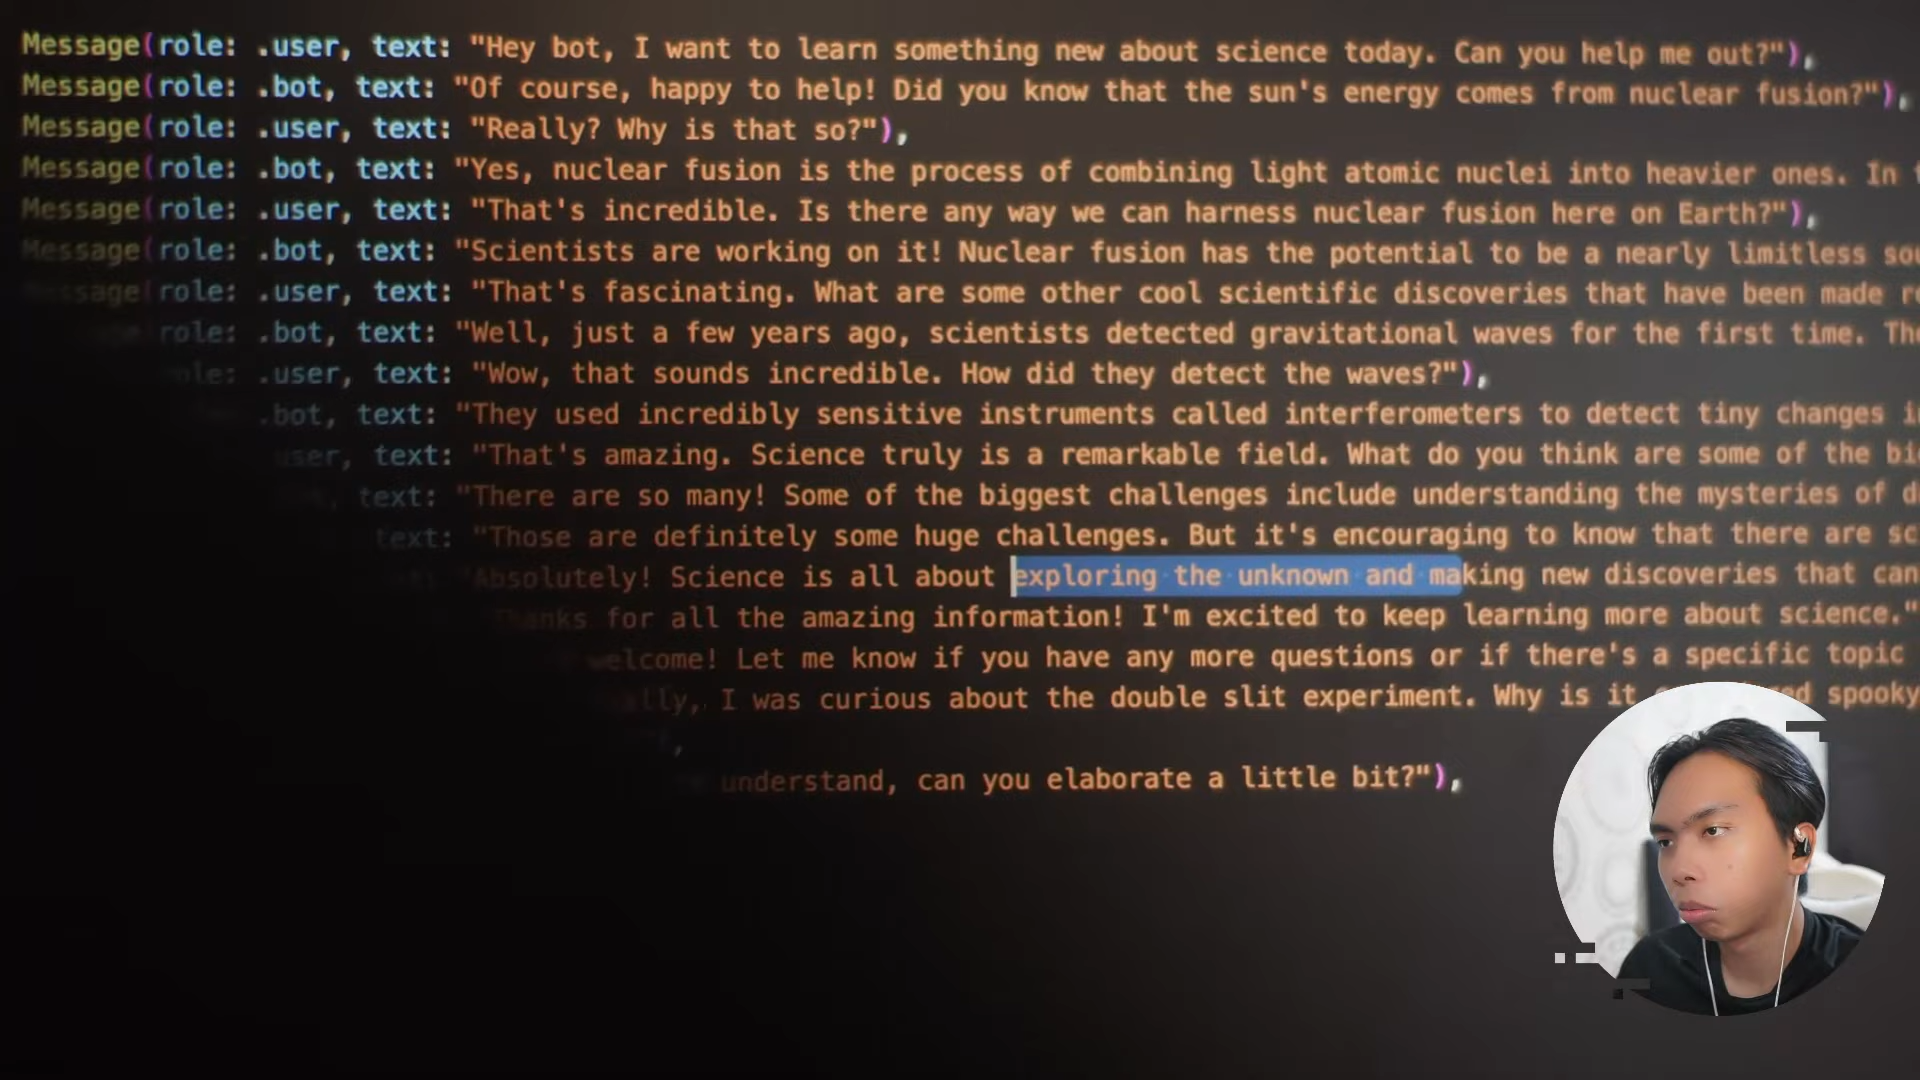 Message(role: .user, text: "Hey bot, I want to learn something new about science today. Can you help me out?"),
Message(role: .bot, text: "Of course, happy to help! Did you know that the sun's energy comes from nuclear fusion?"),
Message(role: .user, text: "Really? Why is that so?"),
Message(role: .bot, text: "Yes, nuclear fusion is the process of combining light atomic nuclei into heavier ones. In
Message(role: .user, text: "That's incredible. Is there any way we can harness nuclear fusion here on Earth?"),
Message(role: .bot, text: "Scientists are working on it! Nuclear fusion has the potential to be a nearly limitless
Message(role: .user, text: "That's fascinating. What are some other cool scientific discoveries that have been made
role: .bot, text: "Well, just a few years ago, scientists detected gravitational waves for the first time.
role: .user, text: "Wow, that sounds incredible. How did they detect the waves?"),
.bot, text: "They used incredibly sensitive instruments called interferometers to detect tiny changes
user, text: "That's amazing. Science truly is a remarkable field. What do you think are some of the
text: "There are so many! Some of the biggest challenges include understanding the mysteries of
text: "Those are definitely some huge challenges. But it's encouraging to know that there are
"Absolutely! Science is all about exploring the unknown and making new discoveries that can
Thanks for all the amazing information! I'm excited to keep learning more about science."
welcome! Let me know if you have any more questions or if there's a specific topic
I was curious about the double slit experiment. Why is it spooky
understand, can you elaborate a little bit?"),